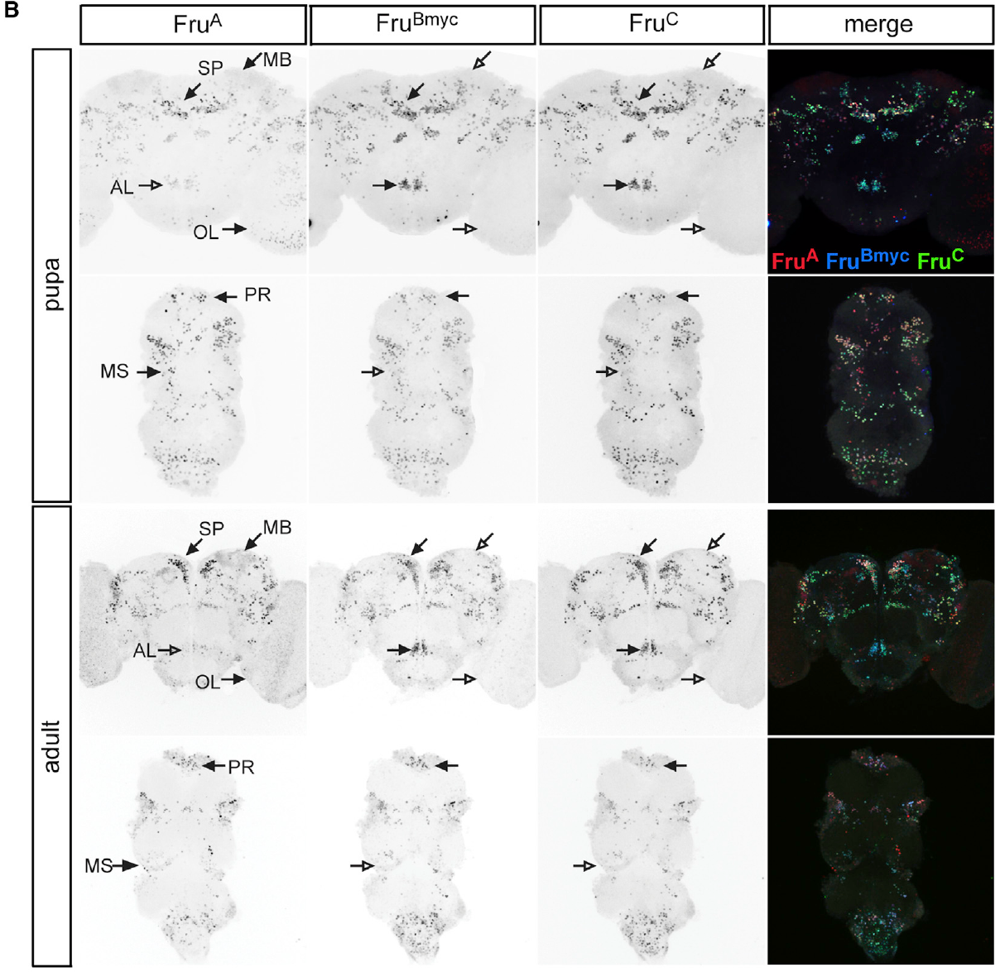 B
Fruᴬ
Fruᴮᵐʸᶜ
Fruᶜ
merge
pupa
SP
MB
AL
OL
Fruᴬ Fruᴮᵐʸᶜ Fruᶜ
PR
MS
adult
SP
MB
AL
OL
PR
MS